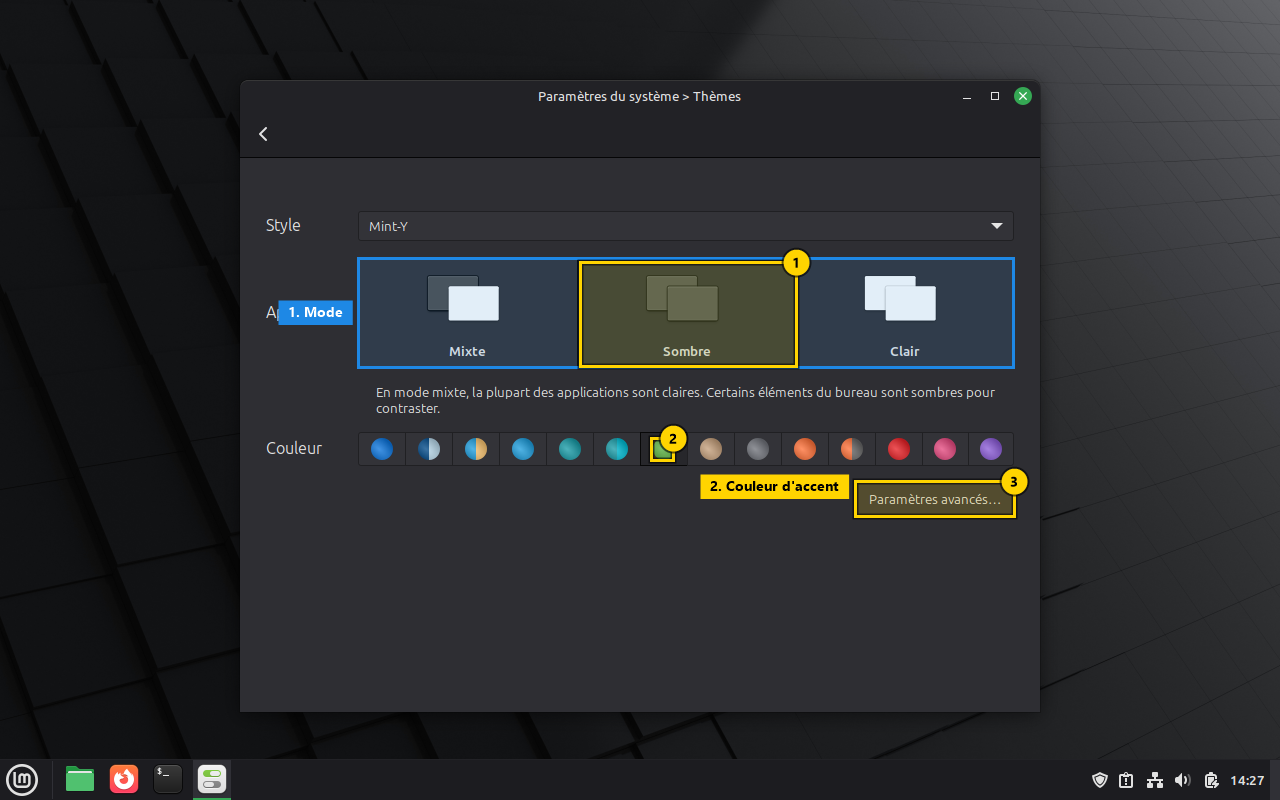 Paramètres du système > Thèmes
Style
Mint-Y
1
1. Mode
Mixte
Sombre
Clair
En mode mixte, la plupart des applications sont claires. Certains éléments du bureau sont sombres pour
contraster.
Couleur
2
2. Couleur d'accent
3
Paramètres avancés...
$_
14:27